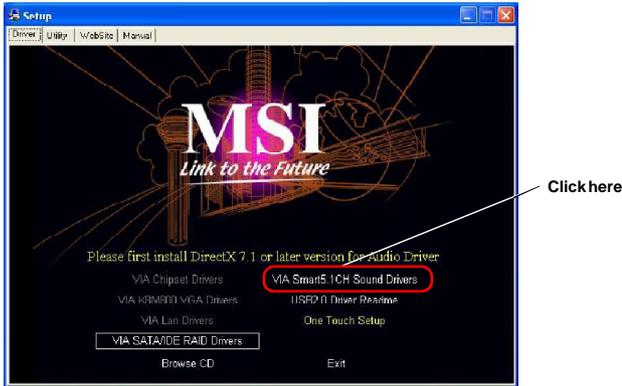 Setup
Driver Utility WebSite Manual
MSI
Link to the Future
Click here
Please first install DirectX 7.1 or later version for Audio Driver
VIA Chipset Drivers VIA Smart5.1CH Sound Drivers
VIA K8M800 VGA Drivers USB2.0 Driver Readme
VIA Lan Drivers One Touch Setup
VIA SATA/IDE RAID Drivers
Browse CD Exit